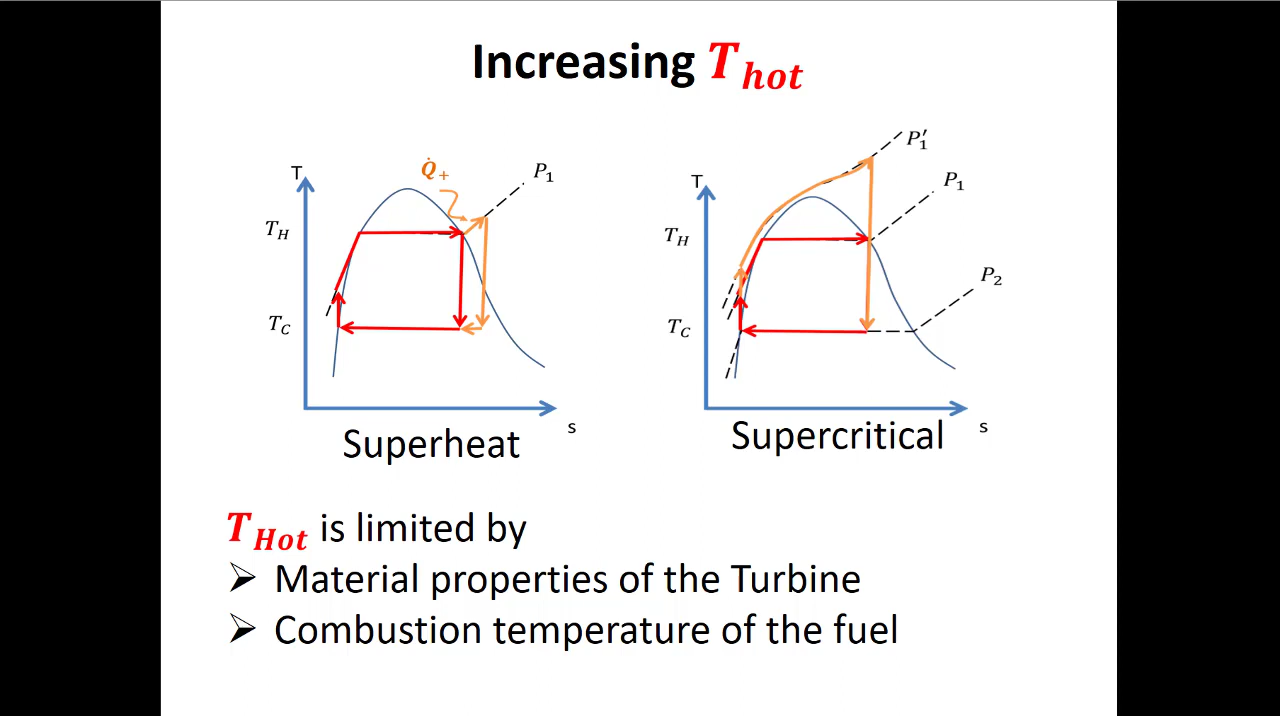 Increasing T_hot
T
Q̇₊
P₁
T_H
T_C
s
Superheat
P′₁
T
P₁
T_H
P₂
T_C
s
Supercritical
T_Hot is limited by
➢ Material properties of the Turbine
➢ Combustion temperature of the fuel